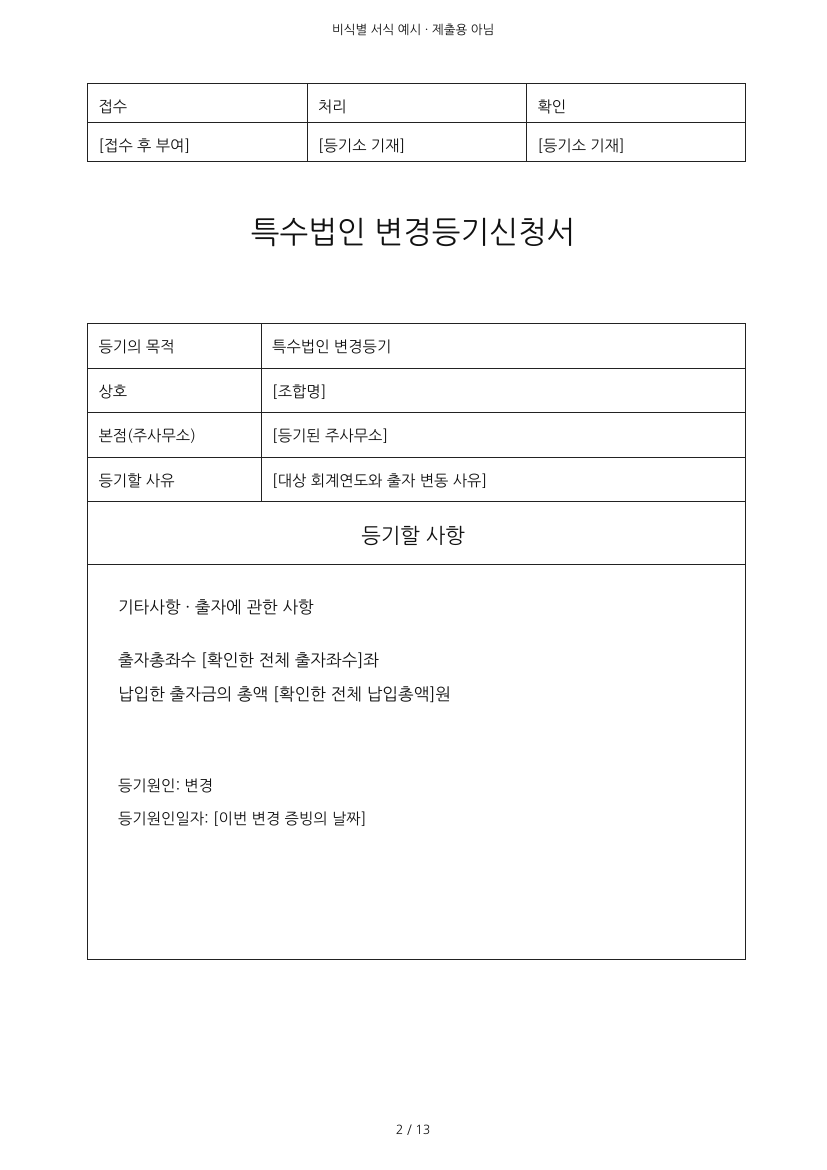 비식별 서식 예시 · 제출용 아님
접수 처리 확인
[접수 후 부여] [등기소 기재] [등기소 기재]
특수법인 변경등기신청서
등기의 목적 특수법인 변경등기
상호 [조합명]
본점(주사무소) [등기된 주사무소]
등기할 사유 [대상 회계연도와 출자 변동 사유]
등기할 사항
기타사항 · 출자에 관한 사항
출자총좌수 [확인한 전체 출자좌수]좌
납입한 출자금의 총액 [확인한 전체 납입총액]원
등기원인: 변경
등기원인일자: [이번 변경 증빙의 날짜]
2 / 13